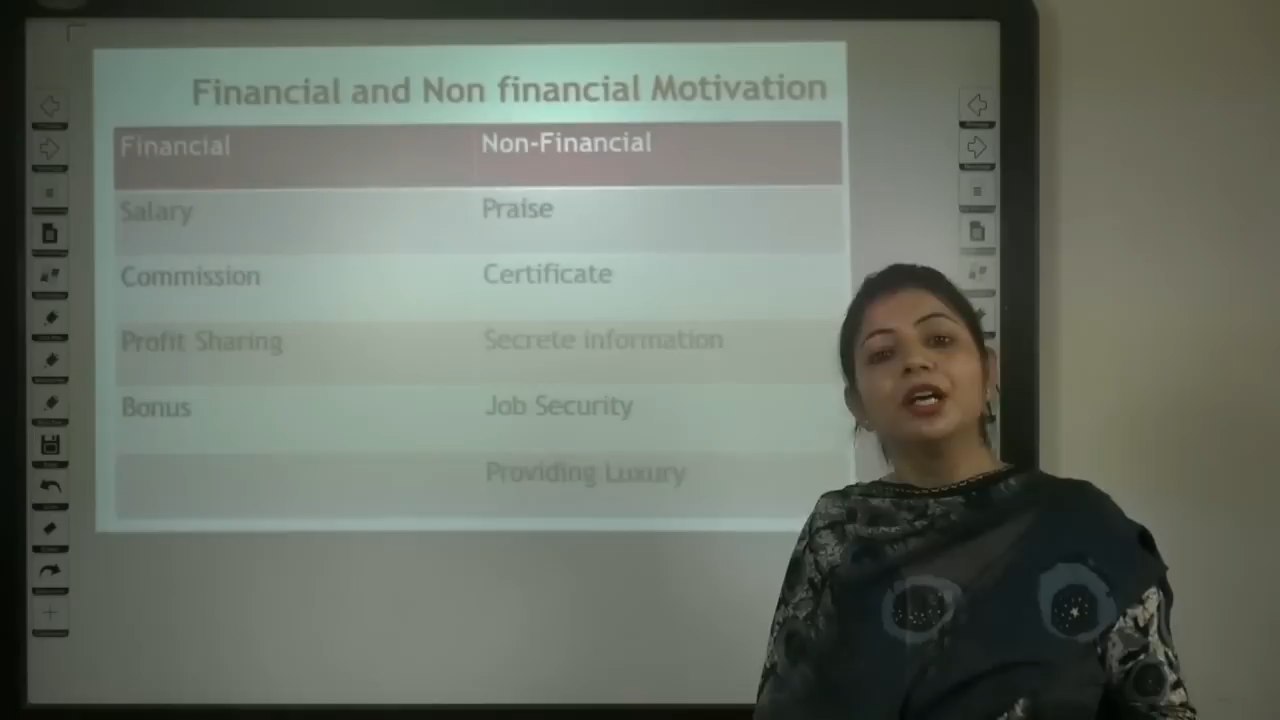 Financial and Non financial Motivation
Financial Non-Financial
Salary Praise
Commission Certificate
Profit Sharing Secrete information
Bonus Job Security
Providing Luxury